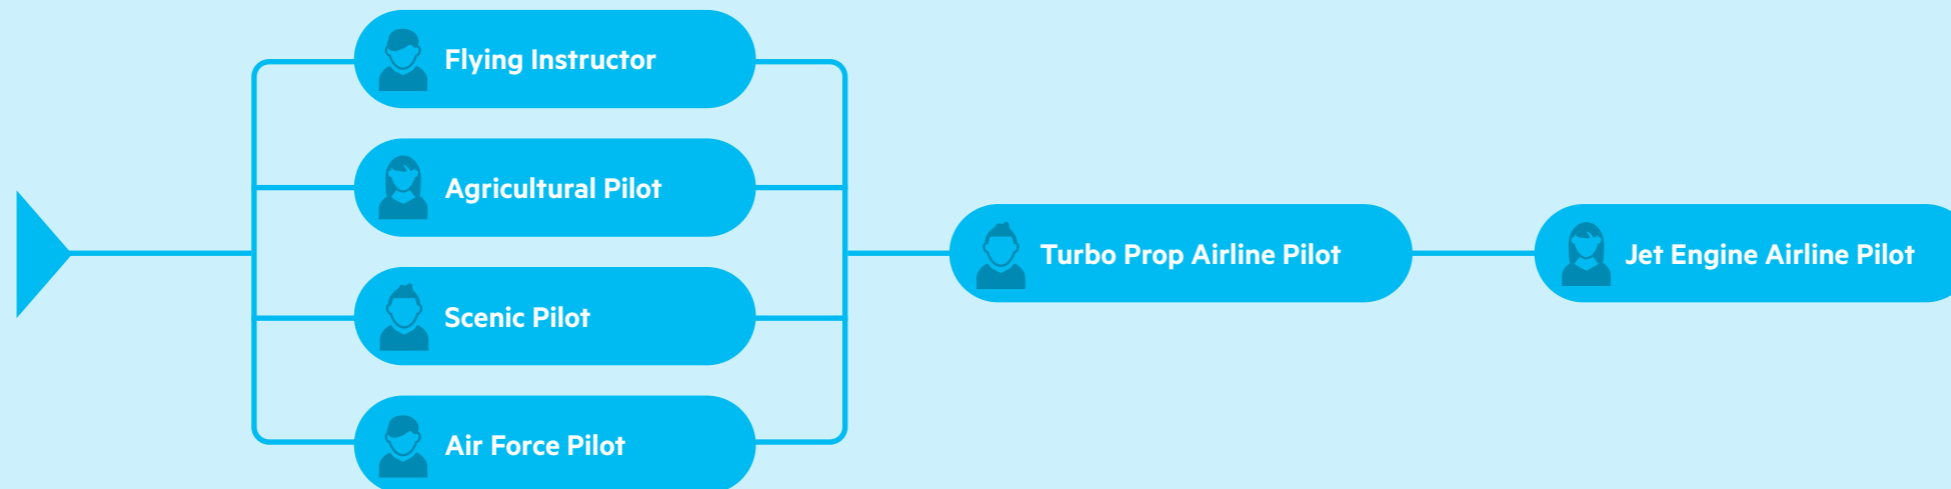 Flying Instructor
Agricultural Pilot
Scenic Pilot
Air Force Pilot
Turbo Prop Airline Pilot
Jet Engine Airline Pilot